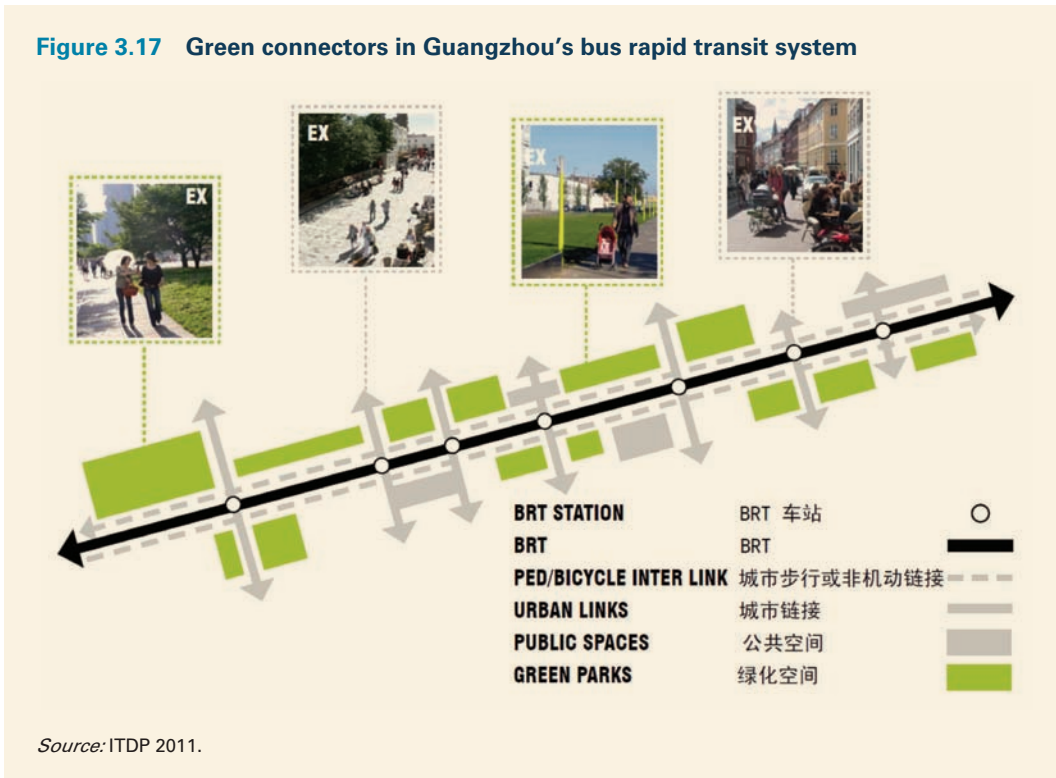 Figure 3.17 Green connectors in Guangzhou's bus rapid transit system
EX
EX
EX
EX
BRT STATION BRT 车站
BRT BRT
PED/BICYCLE INTER LINK 城市步行或非机动链接
URBAN LINKS 城市链接
PUBLIC SPACES 公共空间
GREEN PARKS 绿化空间
Source: ITDP 2011.